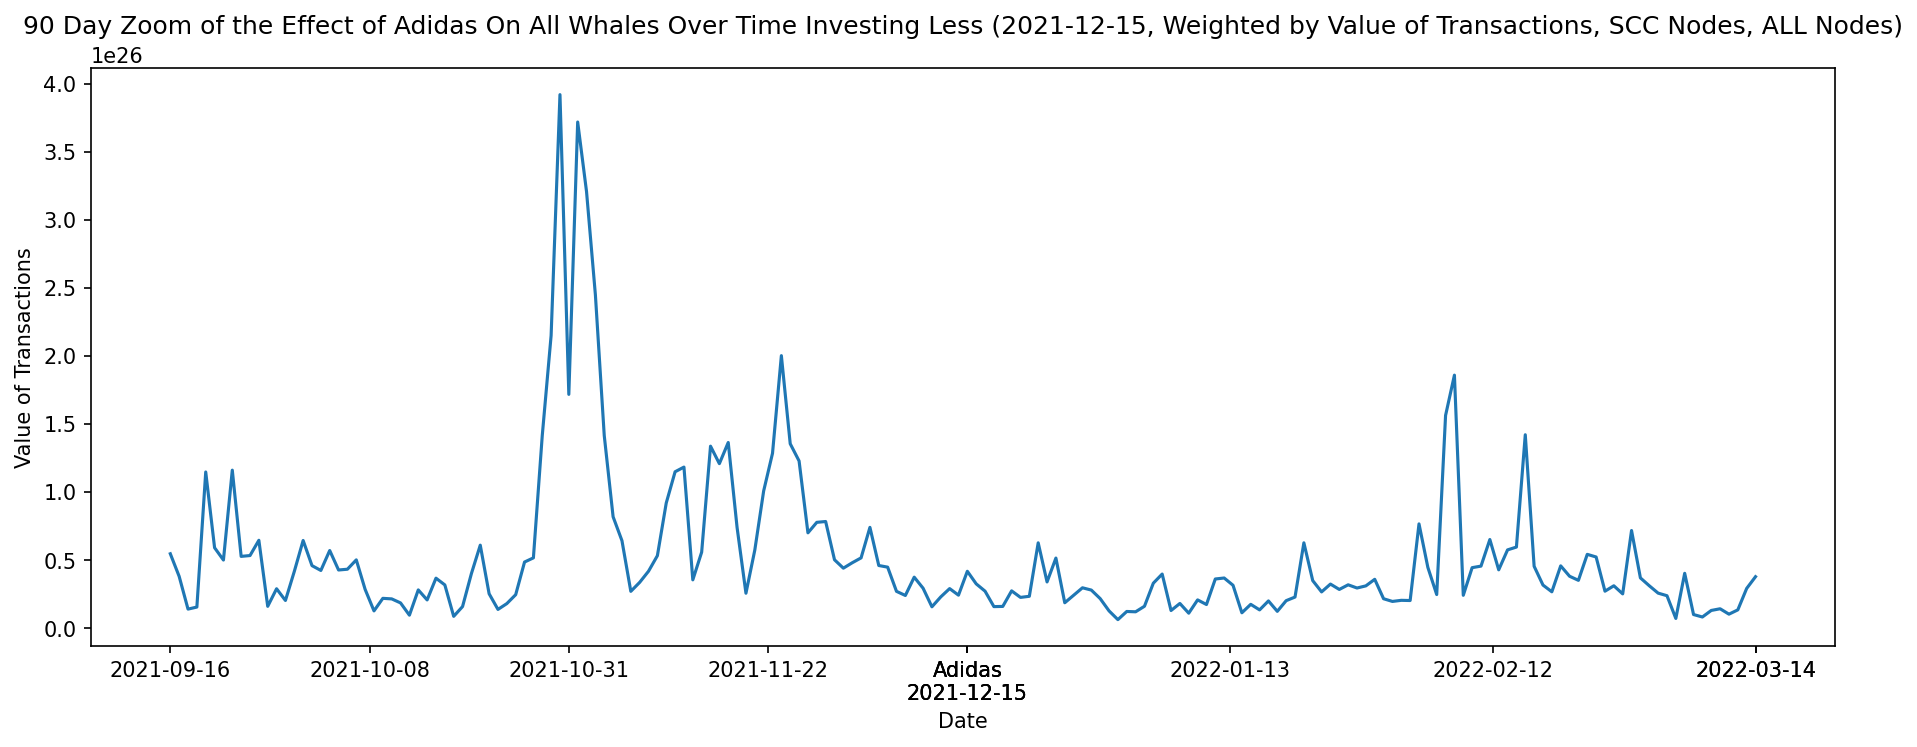 90 Day Zoom of the Effect of Adidas On All Whales Over Time Investing Less (2021-12-15, Weighted by Value of Transactions, SCC Nodes, ALL Nodes)
1e26
4.0
3.5
3.0
2.5
2.0
1.5
1.0
0.5
0.0
Value of Transactions
2021-09-16 2021-10-08 2021-10-31 2021-11-22 Adidas 2022-01-13 2022-02-12 2022-03-14
2021-12-15
Date